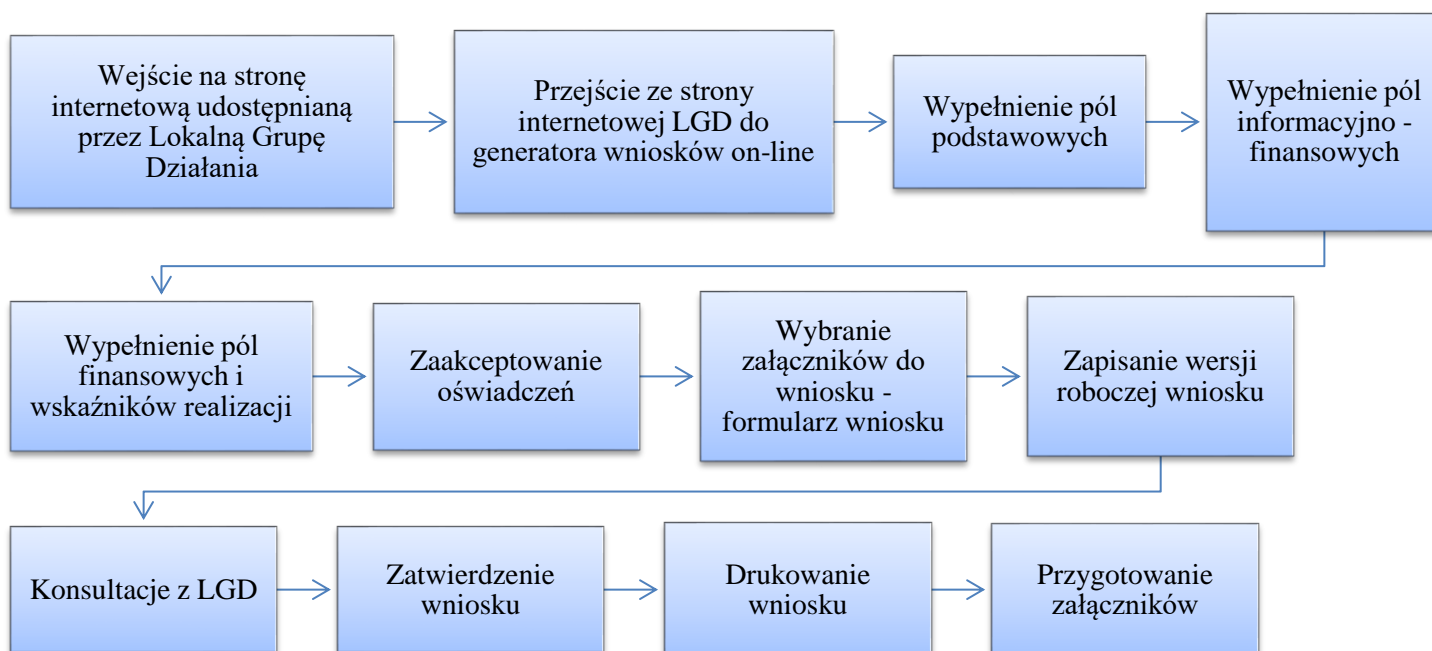 Wejście na stronę
internetową udostępnianą
przez Lokalną Grupę
Działania
Przejście ze strony
internetowej LGD do
generatora wniosków on-line
Wypełnienie pól
podstawowych
Wypełnienie pól
informacyjno -
finansowych
Wypełnienie pól
finansowych i
wskaźników realizacji
Zaakceptowanie
oświadczeń
Wybranie
załączników do
wniosku -
formularz wniosku
Zapisanie wersji
roboczej wniosku
Konsultacje z LGD
Zatwierdzenie
wniosku
Drukowanie
wniosku
Przygotowanie
załączników